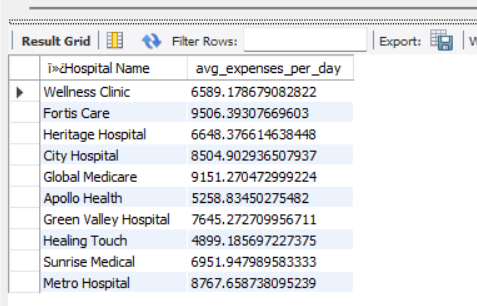 Result Grid Filter Rows: Export: W
ï»¿Hospital Name avg_expenses_per_day
Wellness Clinic 6589.178679082822
Fortis Care 9506.39307669603
Heritage Hospital 6648.376614638448
City Hospital 8504.902936507937
Global Medicare 9151.270472999224
Apollo Health 5258.83450275482
Green Valley Hospital 7645.272709956711
Healing Touch 4899.185697227375
Sunrise Medical 6951.947989583333
Metro Hospital 8767.658738095239